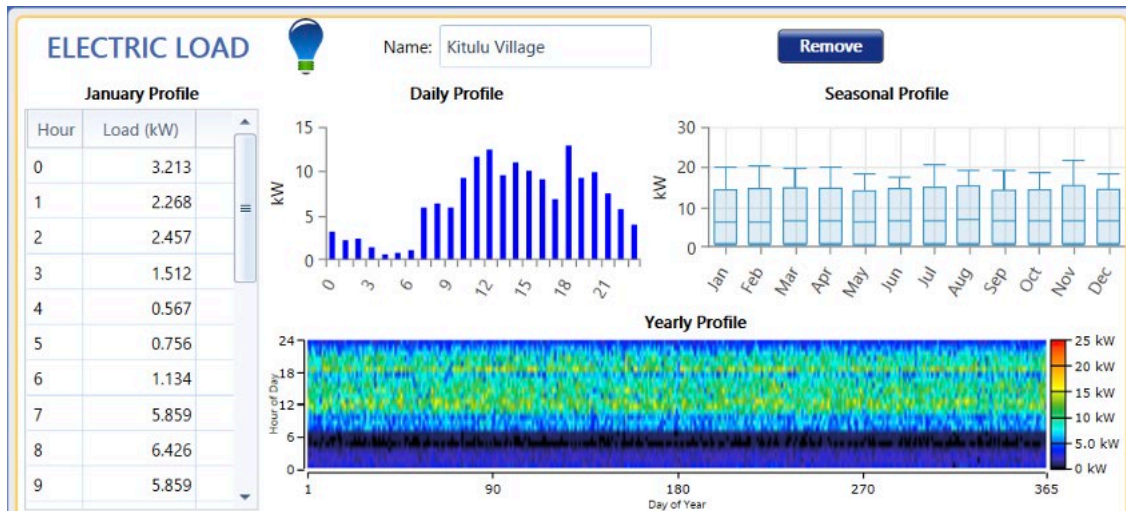 ELECTRIC LOAD
Name: Kitulu Village
Remove
January Profile
Hour Load (kW)
0 3.213
1 2.268
2 2.457
3 1.512
4 0.567
5 0.756
6 1.134
7 5.859
8 6.426
9 5.859
Daily Profile
kW
15
10
5
0
0 3 6 9 12 15 18 21
Seasonal Profile
kW
30
20
10
0
Jan Feb Mar Apr May Jun Jul Aug Sep Oct Nov Dec
Yearly Profile
Hour of Day
24
18
12
6
0
1 90 180 270 365
Day of Year
25 kW
20 kW
15 kW
10 kW
5.0 kW
0 kW